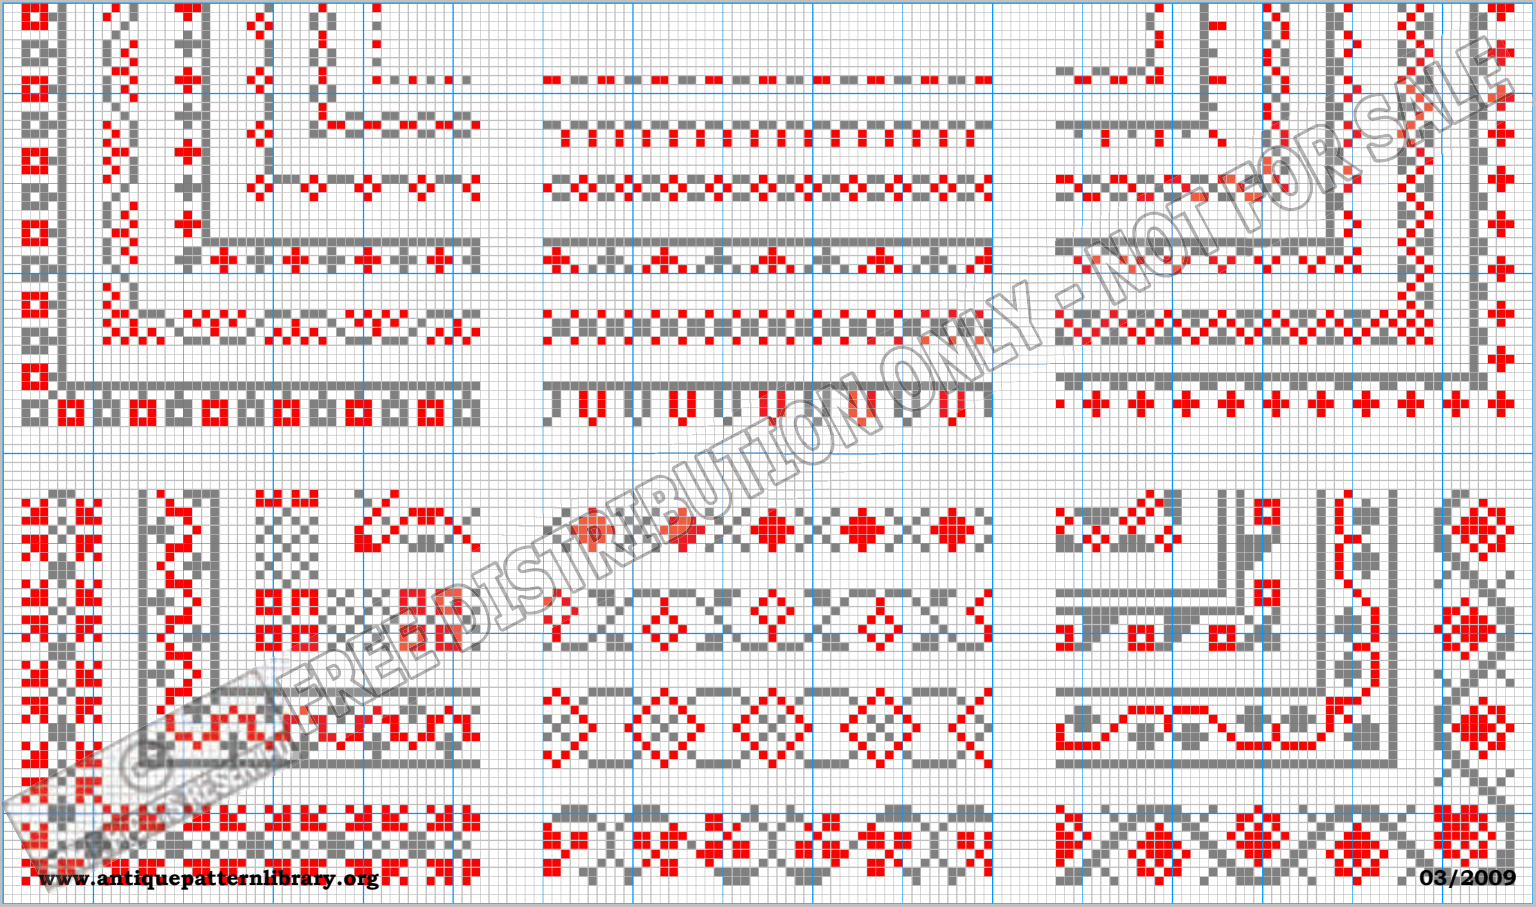 FREE DISTRIBUTION ONLY - NOT FOR SALE
©
www.antiquepatternlibrary.org
03/2009